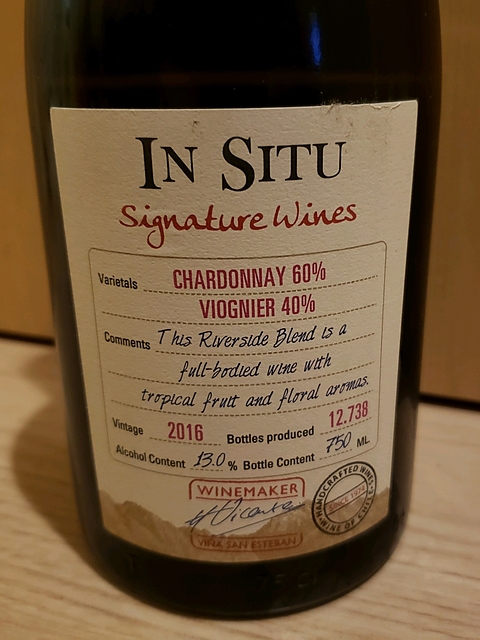 IN SITU
Signature Wines
Varietals CHARDONNAY 60%
VIOGNIER 40%
Comments This Riverside Blend is a
full-bodied wine with
tropical fruit and floral aromas.
Vintage 2016 Bottles produced 12.738
Alcohol Content 13.0 % Bottle Content 750 ML
WINEMAKER
Vicente
VIÑA SAN ESTEBAN
HANDCRAFTED WINES
SINCE 1974
WINE OF CHILE